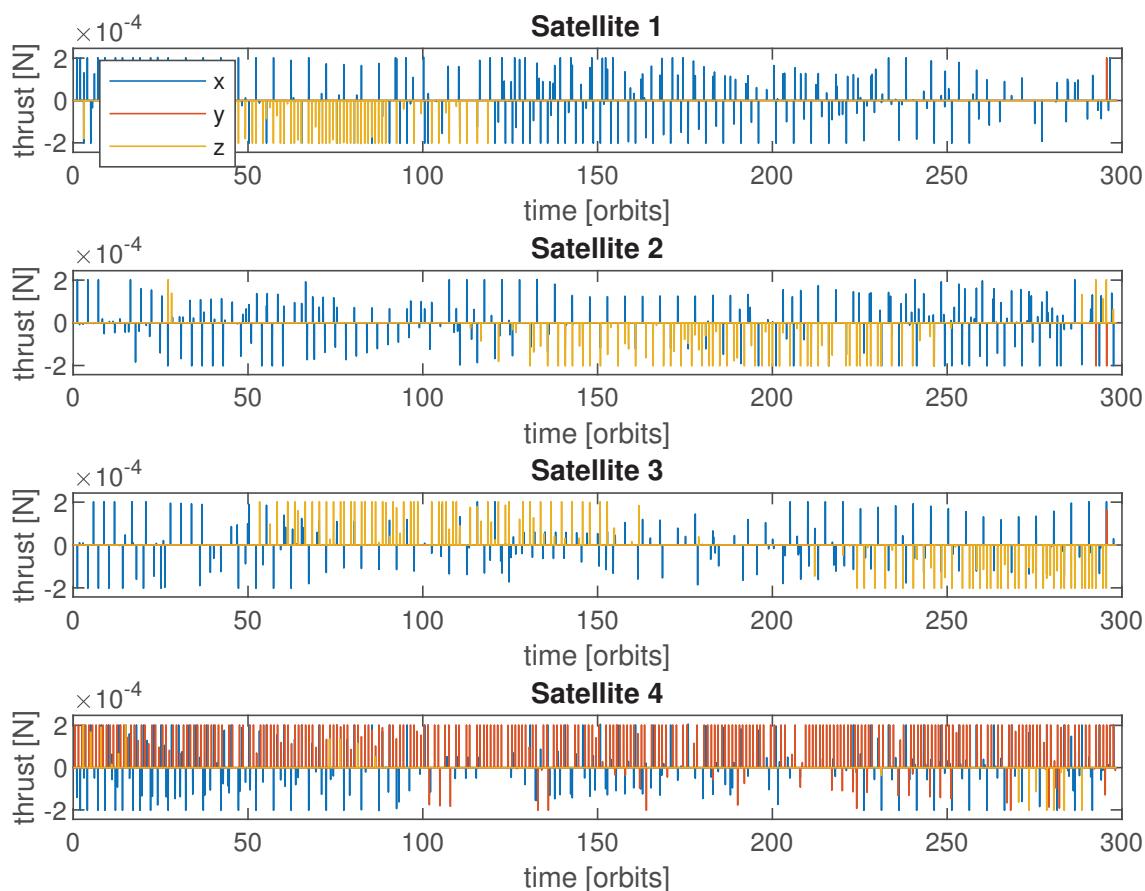 ×10⁻⁴
Satellite 1
thrust [N]
2
0
-2
x
y
z
0 50 100 150 200 250 300
time [orbits]
×10⁻⁴
Satellite 2
thrust [N]
2
0
-2
0 50 100 150 200 250 300
time [orbits]
×10⁻⁴
Satellite 3
thrust [N]
2
0
-2
0 50 100 150 200 250 300
time [orbits]
×10⁻⁴
Satellite 4
thrust [N]
2
0
-2
0 50 100 150 200 250 300
time [orbits]